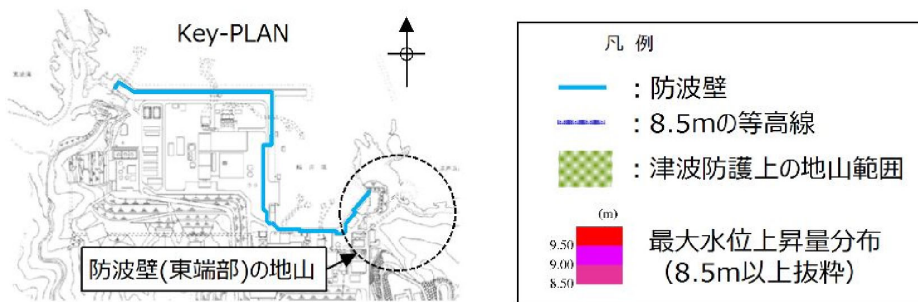 Key-PLAN
防波壁(東端部)の地山
凡 例
：防波壁
：8.5mの等高線
：津波防護上の地山範囲
(m)
9.50
9.00
8.50
最大水位上昇量分布
（8.5m以上抜粋）